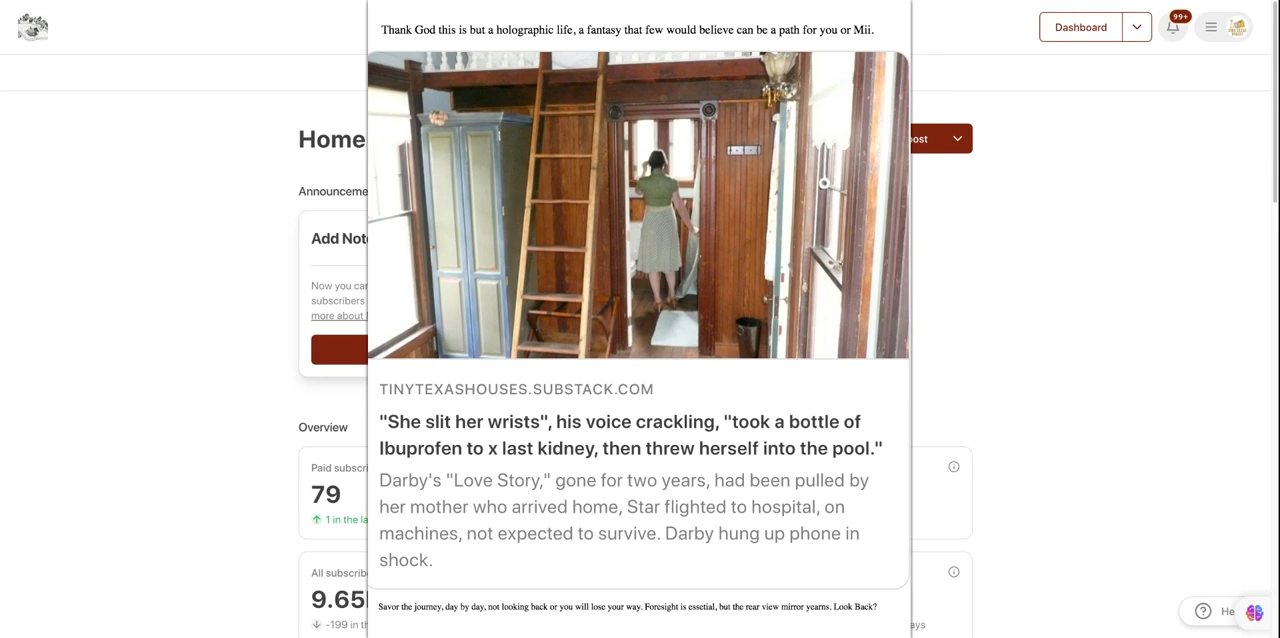 Thank God this is but a holographic life, a fantasy that few would believe can be a path for you or Mii.
Dashboard
99+
Home
Announceme
Add Not
Now you can
subscribers
more about
ost
TINYTEXASHOUSES.SUBSTACK.COM
"She slit her wrists", his voice crackling, "took a bottle of
Ibuprofen to x last kidney, then threw herself into the pool."
Darby's "Love Story," gone for two years, had been pulled by
her mother who arrived home, Star flighted to hospital, on
machines, not expected to survive. Darby hung up phone in
shock.
Overview
Paid subscri
79
1 in the la
All subscribe
9.65
-199 in th
ays
He
Savor the journey, day by day, not looking back or you will lose your way. Foresight is essetial, but the rear view mirror yearns. Look Back?